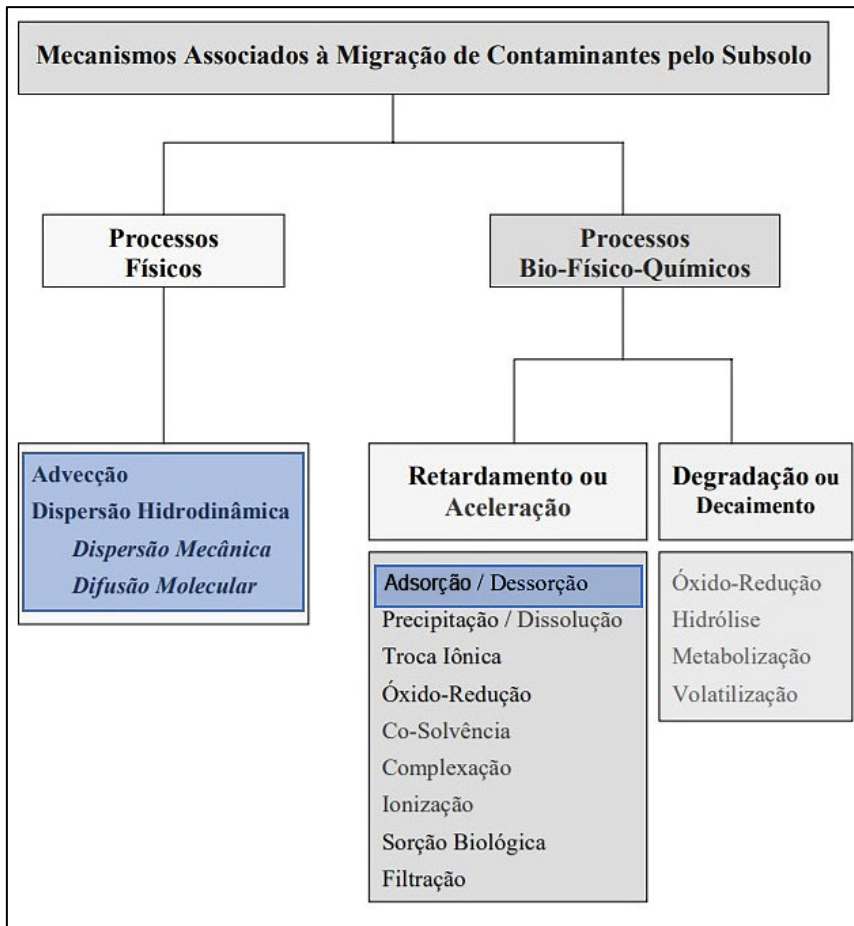 Mecanismos Associados à Migração de Contaminantes pelo Subsolo
Processos
Físicos
Processos
Bio-Físico-Químicos
Advecção
Dispersão Hidrodinâmica
Dispersão Mecânica
Difusão Molecular
Retardamento ou
Aceleração
Adsorção / Dessorção
Precipitação / Dissolução
Troca Iônica
Óxido-Redução
Co-Solvência
Complexação
Ionização
Sorção Biológica
Filtração
Degradação ou
Decaimento
Óxido-Redução
Hidrólise
Metabolização
Volatilização